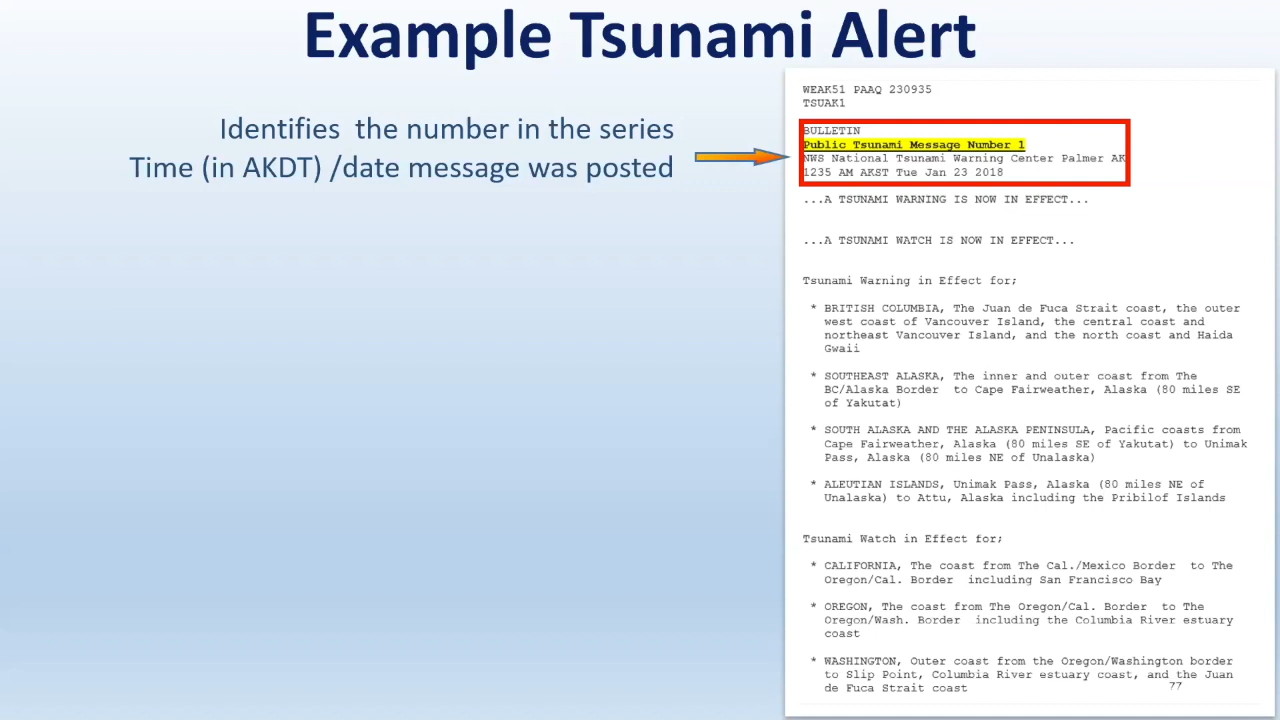 Example Tsunami Alert
Identifies the number in the series
Time (in AKDT) /date message was posted
WEAK51 PAAQ 230935
TSUAK1
BULLETIN
Public Tsunami Message Number 1
NWS National Tsunami Warning Center Palmer AK
1235 AM AKST Tue Jan 23 2018
...A TSUNAMI WARNING IS NOW IN EFFECT...
...A TSUNAMI WATCH IS NOW IN EFFECT...
Tsunami Warning in Effect for;
* BRITISH COLUMBIA, The Juan de Fuca Strait coast, the outer
west coast of Vancouver Island, the central coast and
northeast Vancouver Island, and the north coast and Haida
Gwaii
* SOUTHEAST ALASKA, The inner and outer coast from The
BC/Alaska Border to Cape Fairweather, Alaska (80 miles SE
of Yakutat)
* SOUTH ALASKA AND THE ALASKA PENINSULA, Pacific coasts from
Cape Fairweather, Alaska (80 miles SE of Yakutat) to Unimak
Pass, Alaska (80 miles NE of Unalaska)
* ALEUTIAN ISLANDS, Unimak Pass, Alaska (80 miles NE of
Unalaska) to Attu, Alaska including the Pribilof Islands
Tsunami Watch in Effect for;
* CALIFORNIA, The coast from The Cal./Mexico Border to The
Oregon/Cal. Border including San Francisco Bay
* OREGON, The coast from The Oregon/Cal. Border to The
Oregon/Wash. Border including the Columbia River estuary
coast
* WASHINGTON, Outer coast from the Oregon/Washington border
to Slip Point, Columbia River estuary coast, and the Juan
de Fuca Strait coast
77